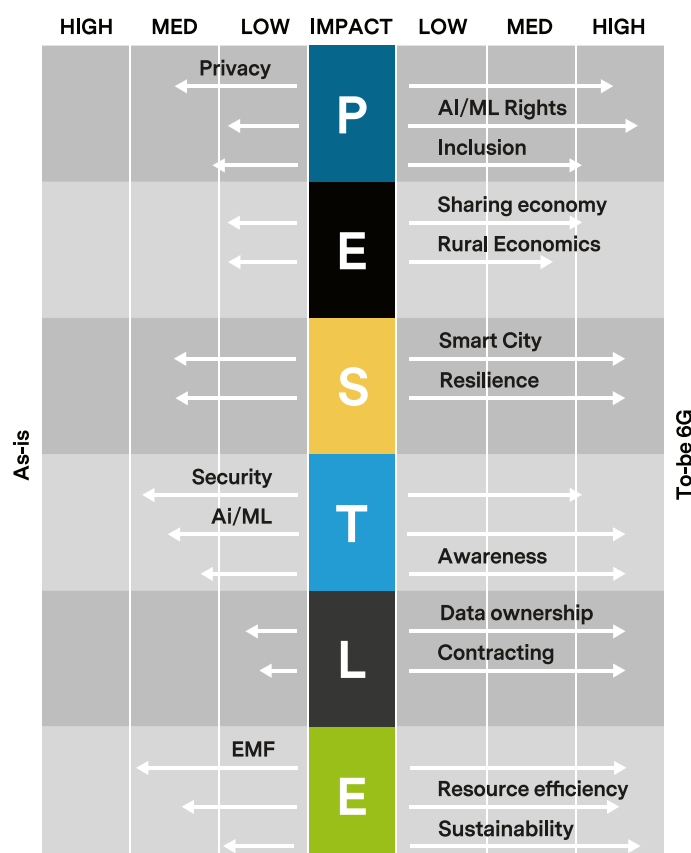 HIGH MED LOW IMPACT LOW MED HIGH
Privacy
AI/ML Rights
Inclusion
P
Sharing economy
Rural Economics
E
Smart City
Resilience
S
As-is
To-be 6G
Security
Ai/ML
Awareness
T
Data ownership
Contracting
L
EMF
Resource efficiency
Sustainability
E